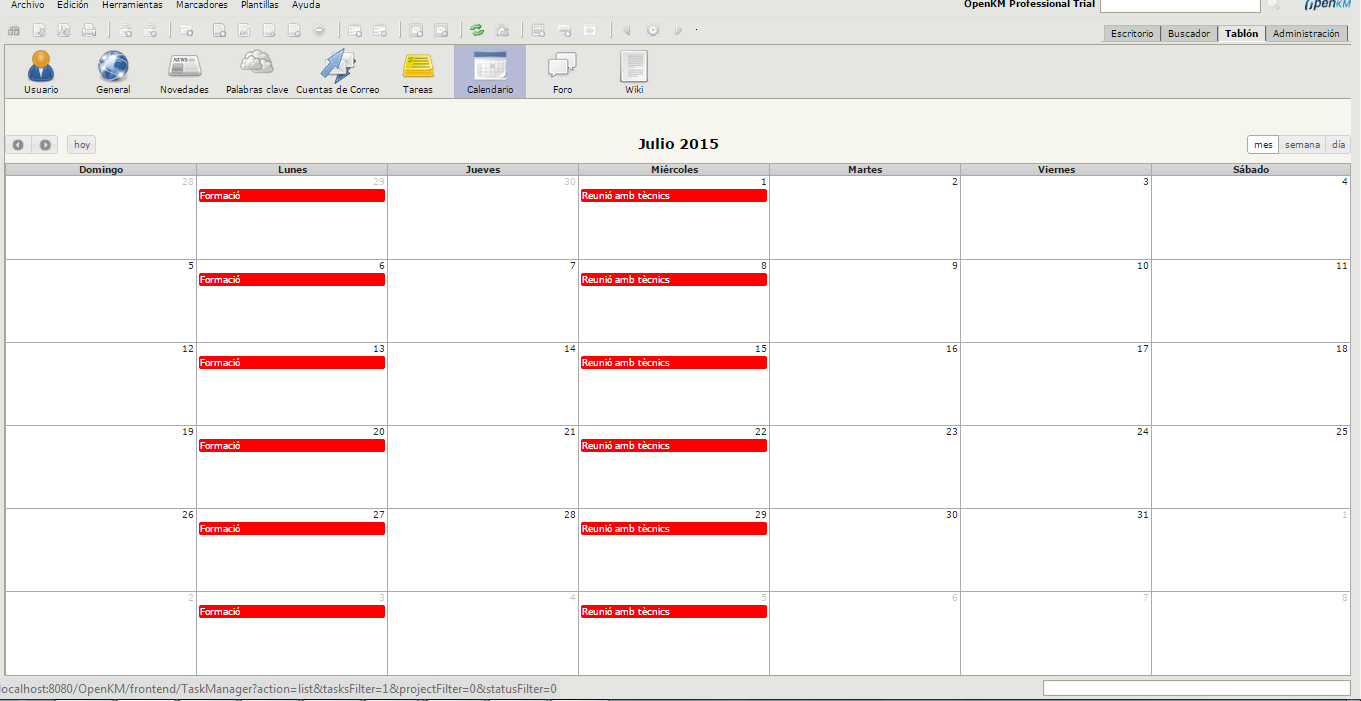 Archivo Edición Herramientas Marcadores Plantillas Ayuda
OpenKM Professional Trial
OpenKM
Escritorio Buscador Tablón Administración
NEWS
Usuario General Novedades Palabras clave Cuentas de Correo Tareas Calendario Foro Wiki
hoy
Julio 2015
mes semana día
Domingo Lunes Jueves Miércoles Martes Viernes Sábado
28 29 30 1 2 3 4
Formació Reunió amb tècnics
5 6 7 8 9 10 11
Formació Reunió amb tècnics
12 13 14 15 16 17 18
Formació Reunió amb tècnics
19 20 21 22 23 24 25
Formació Reunió amb tècnics
26 27 28 29 30 31 1
Formació Reunió amb tècnics
2 3 4 5 6 7 8
Formació Reunió amb tècnics
localhost:8080/OpenKM/frontend/TaskManager?action=list&tasksFilter=1&projectFilter=0&statusFilter=0